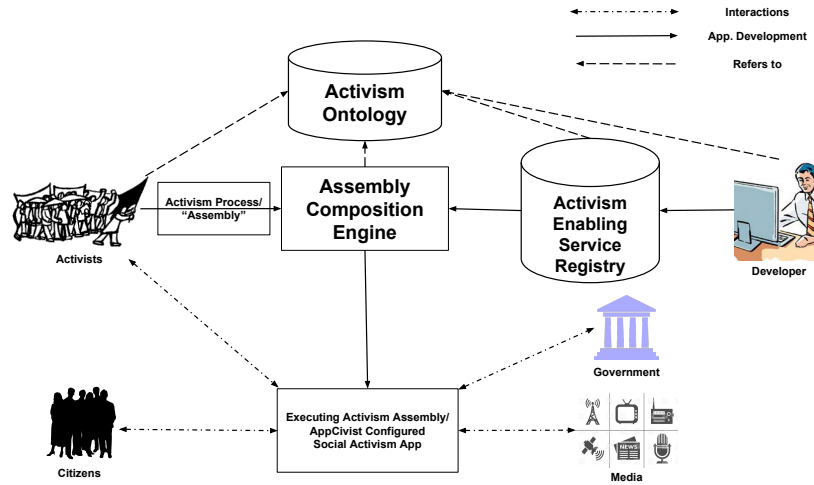 Interactions
App. Development
Refers to
Activism
Ontology
Activism Process/
“Assembly”
Assembly
Composition
Engine
Activism
Enabling
Service
Registry
Activists
Developer
Government
Executing Activism Assembly/
AppCivist Configured
Social Activism App
Citizens
NEWS
Media